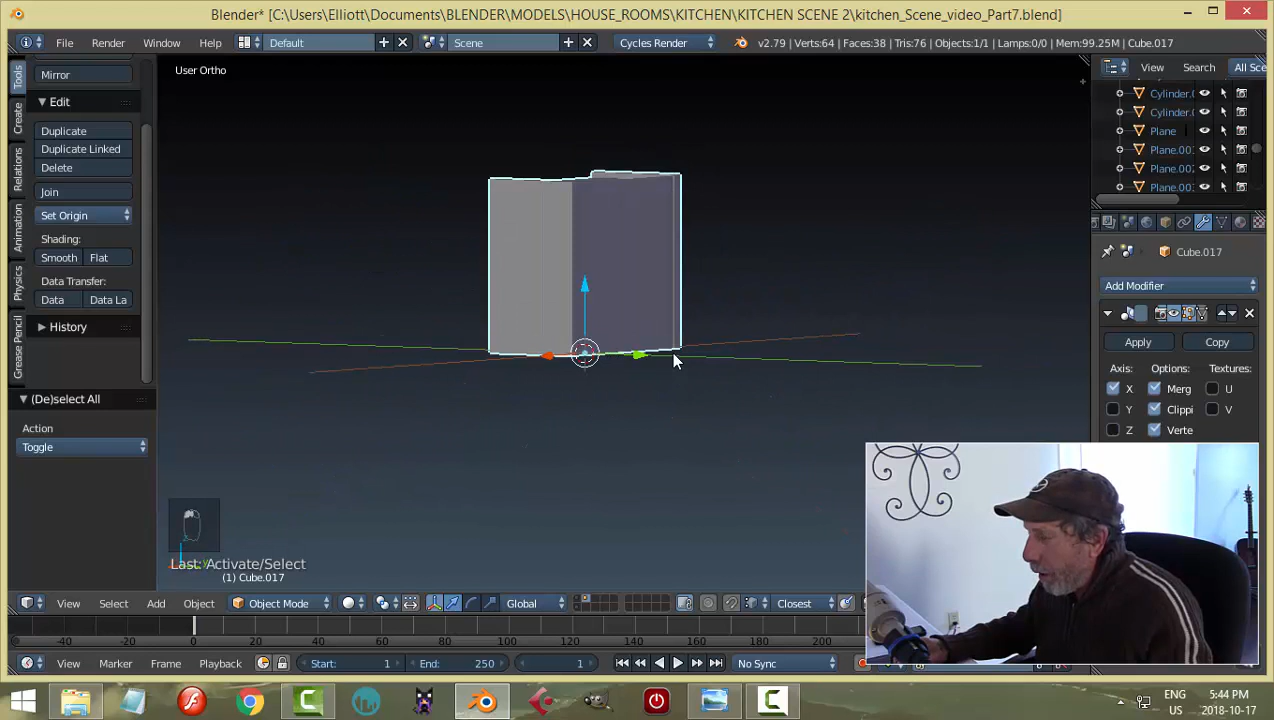 Blender* [C:\Users\Elliott\Documents\BLENDER\MODELS\HOUSE_ROOMS\KITCHEN\KITCHEN SCENE 2\kitchen_Scene_video_Part7.blend]
File Render Window Help Default Scene Cycles Render v2.79 | Verts:64 | Faces:38 | Tris:76 | Objects:1/1 | Lamps:0/0 | Mem:99.25M | Cube.017
Mirror
Edit
Duplicate
Duplicate Linked
Delete
Join
Set Origin
Shading:
Smooth Flat
Data Transfer:
Data Data La
History
Tools
Create
Relations
Animation
Physics
Grease Pencil
(De)select All
Action
Toggle
User Ortho
Last: Activate/Select
(1) Cube.017
View Search All Sce
Cylinder.
Cylinder.
Plane
Plane.00
Plane.00
Plane.00
Cube.017
Add Modifier
Apply Copy
Axis: Options: Textures:
X Merg U
Y Clippi V
Z Verte
View Select Add Object Object Mode Global Closest
-40 -20 0 20 40 60 80 100 120 140 160 180 200
View Marker Frame Playback Start: 1 End: 250 1 No Sync
ENG 5:44 PM
US 2018-10-17